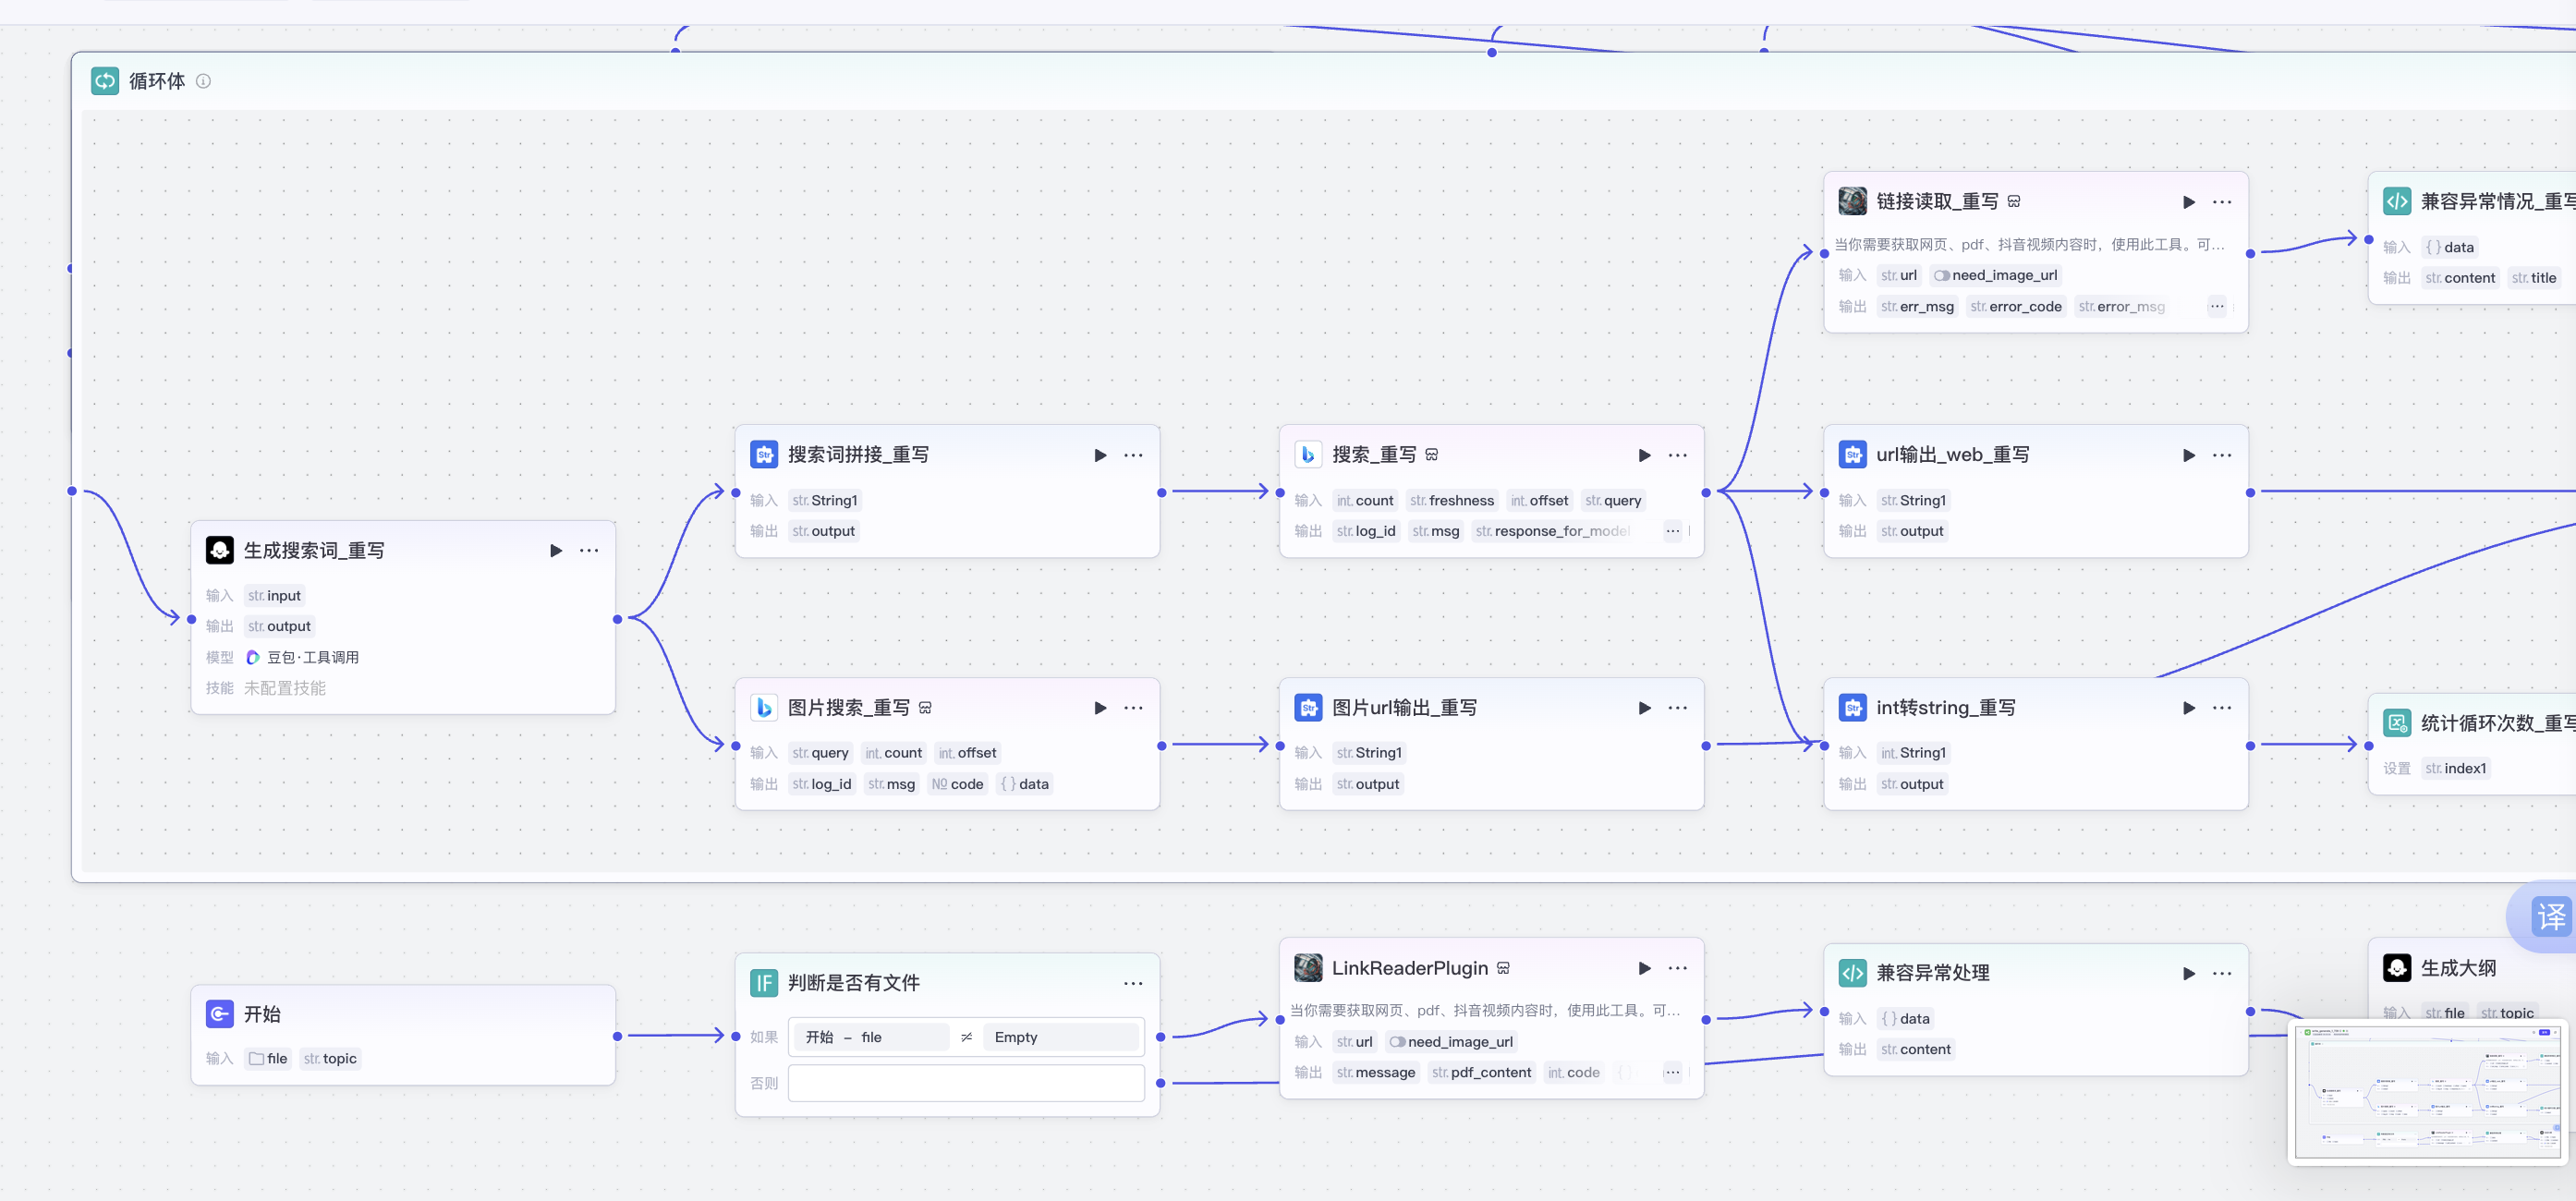 循环体
链接读取_重写
当你需要获取网页、pdf、抖音视频内容时，使用此工具。可...
输入 str. url need_image_url
输出 str. err_msg str. error_code str. error_msg ...
兼容异常情况_重写
输入 { } data
输出 str. content str. title
生成搜索词_重写
输入 str. input
输出 str. output
模型 豆包·工具调用
技能 未配置技能
搜索词拼接_重写
输入 str. String1
输出 str. output
搜索_重写
输入 int. count str. freshness int. offset str. query
输出 str. log_id str. msg str. response_for_model ...
url输出_web_重写
输入 str. String1
输出 str. output
图片搜索_重写
输入 str. query int. count int. offset
输出 str. log_id str. msg № code { } data
图片url输出_重写
输入 str. String1
输出 str. output
int转string_重写
输入 int. String1
输出 str. output
统计循环次数_重写
设置 str. index1
开始
输入 file str. topic
IF 判断是否有文件
如果 开始 – file ≠ Empty
否则
LinkReaderPlugin
当你需要获取网页、pdf、抖音视频内容时，使用此工具。可...
输入 str. url need_image_url
输出 str. message str. pdf_content int. code { } ...
兼容异常处理
输入 { } data
输出 str. content
生成大纲
输入 str. file str. topic
译